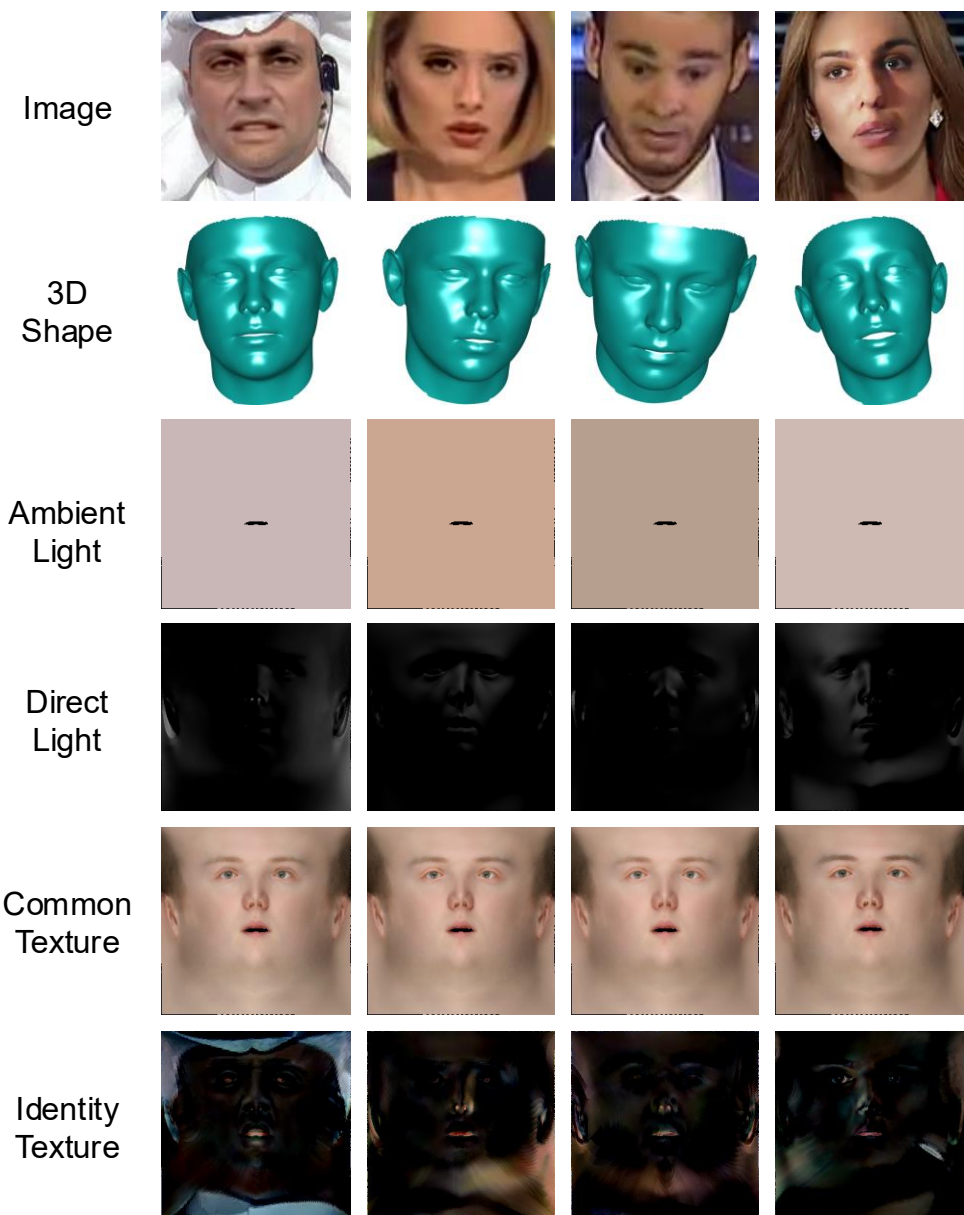 Image
3D
Shape
Ambient
Light
Direct
Light
Common
Texture
Identity
Texture